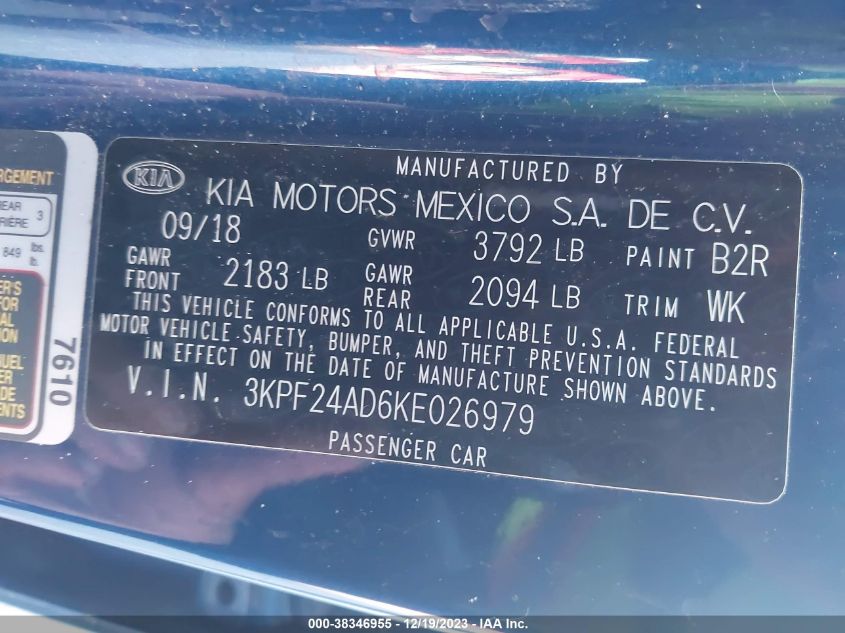 MANUFACTURED BY
KIA KIA MOTORS MEXICO S.A. DE C.V.
09/18 GVWR 3792 LB PAINT B2R
GAWR FRONT 2183 LB GAWR REAR 2094 LB TRIM WK
THIS VEHICLE CONFORMS TO ALL APPLICABLE U.S.A. FEDERAL
MOTOR VEHICLE SAFETY, BUMPER, AND THEFT PREVENTION STANDARDS
IN EFFECT ON THE DATE OF MANUFACTURE SHOWN ABOVE.
V.I.N. 3KPF24AD6KE026979
PASSENGER CAR
3
849 lbs.
7610
000-38346955 - 12/19/2023 - IAA Inc.